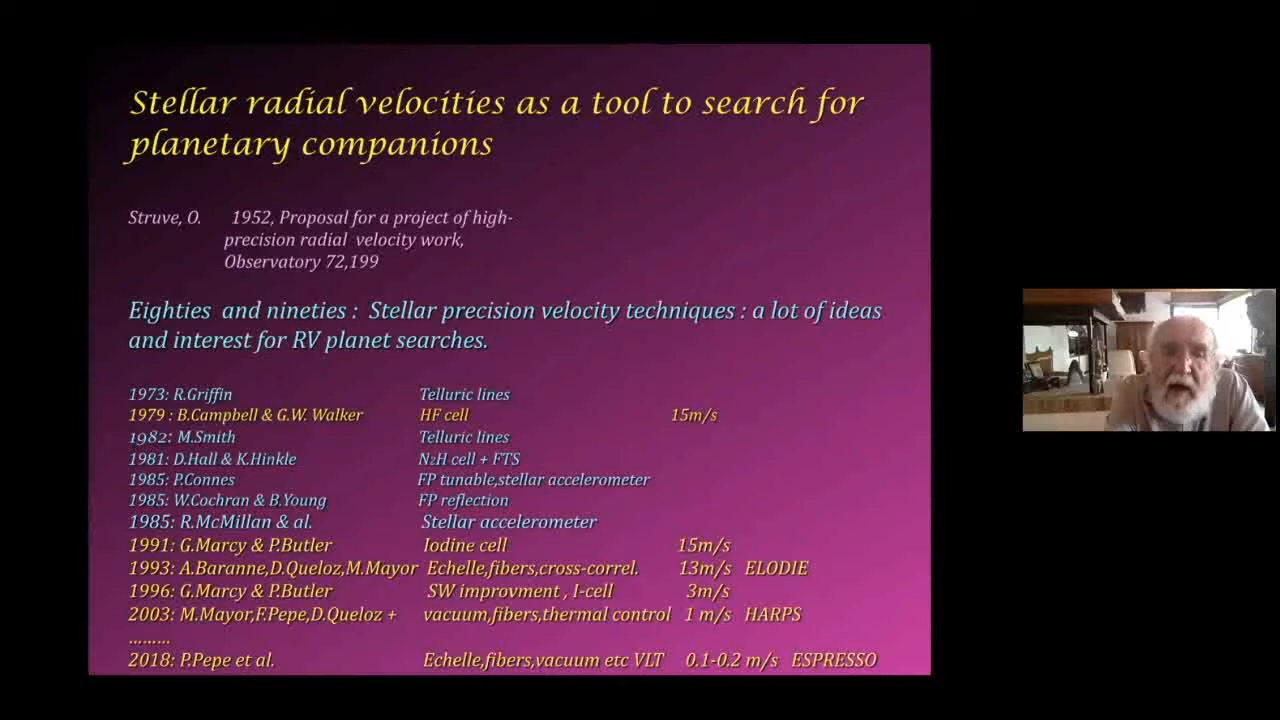 Stellar radial velocities as a tool to search for
planetary companions
Struve, O. 1952, Proposal for a project of high-
precision radial velocity work,
Observatory 72,199
Eighties and nineties : Stellar precision velocity techniques : a lot of ideas
and interest for RV planet searches.
1973: R.Griffin Telluric lines
1979 : B.Campbell & G.W. Walker HF cell 15m/s
1982: M.Smith Telluric lines
1981: D.Hall & K.Hinkle N2H cell + FTS
1985: P.Connes FP tunable,stellar accelerometer
1985: W.Cochran & B.Young FP reflection
1985: R.McMillan & al. Stellar accelerometer
1991: G.Marcy & P.Butler Iodine cell 15m/s
1993: A.Baranne,D.Queloz,M.Mayor Echelle,fibers,cross-correl. 13m/s ELODIE
1996: G.Marcy & P.Butler SW improvment , I-cell 3m/s
2003: M.Mayor,F.Pepe,D.Queloz + vacuum,fibers,thermal control 1 m/s HARPS
.........
2018: P.Pepe et al. Echelle,fibers,vacuum etc VLT 0.1-0.2 m/s ESPRESSO